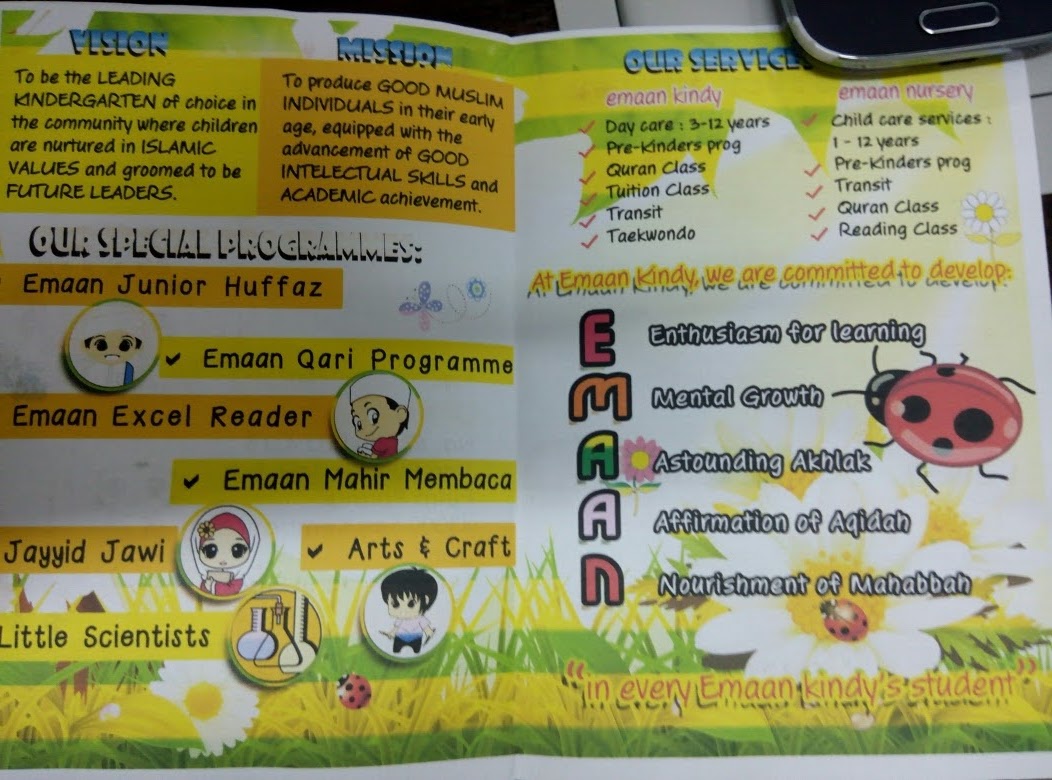 VISION
To be the LEADING
KINDERGARTEN of choice in
the community where children
are nurtured in ISLAMIC
VALUES and groomed to be
FUTURE LEADERS.
MISSION
To produce GOOD MUSLIM
INDIVIDUALS in their early
age, equipped with the
advancement of GOOD
INTELECTUAL SKILLS and
ACADEMIC achievement.
OUR SPECIAL PROGRAMMES:
Emaan Junior Huffaz
✔ Emaan Qari Programme
Emaan Excel Reader
✔ Emaan Mahir Membaca
Jayyid Jawi
✔ Arts & Craft
Little Scientists
OUR SERVICE
emaan kindy
✓ Day care : 3-12 years
✓ Pre-Kinders prog
✓ Quran Class
✓ Tuition Class
✓ Transit
✓ Taekwondo
emaan nursery
✓ Child care services :
1 - 12 years
✓ Pre-Kinders prog
✓ Transit
✓ Quran Class
✓ Reading Class
At Emaan Kindy, we are committed to develop:
E Enthusiasm for learning
M Mental Growth
A Astounding Akhlak
A Affirmation of Aqidah
N Nourishment of Mahabbah
"in every Emaan kindy's student"